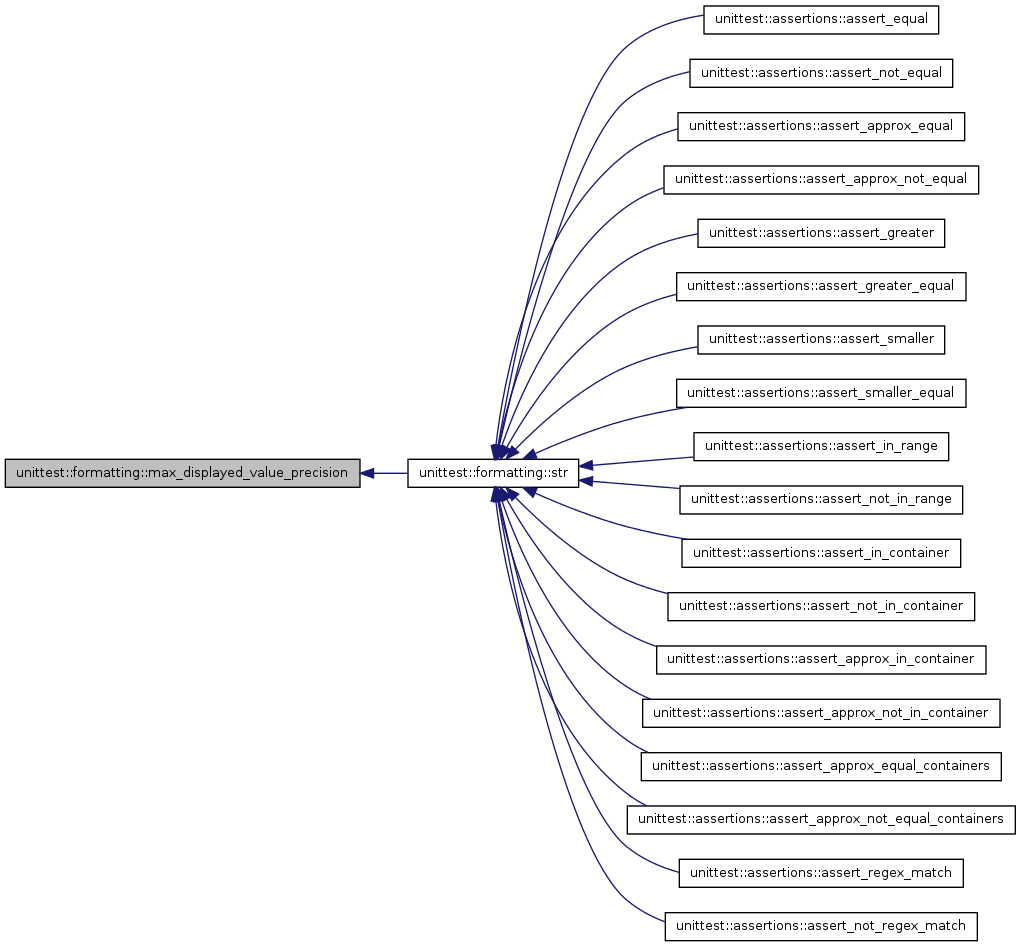 unittest::assertions::assert_equal
unittest::assertions::assert_not_equal
unittest::assertions::assert_approx_equal
unittest::assertions::assert_approx_not_equal
unittest::assertions::assert_greater
unittest::assertions::assert_greater_equal
unittest::assertions::assert_smaller
unittest::assertions::assert_smaller_equal
unittest::assertions::assert_in_range
unittest::formatting::max_displayed_value_precision
unittest::formatting::str
unittest::assertions::assert_not_in_range
unittest::assertions::assert_in_container
unittest::assertions::assert_not_in_container
unittest::assertions::assert_approx_in_container
unittest::assertions::assert_approx_not_in_container
unittest::assertions::assert_approx_equal_containers
unittest::assertions::assert_approx_not_equal_containers
unittest::assertions::assert_regex_match
unittest::assertions::assert_not_regex_match